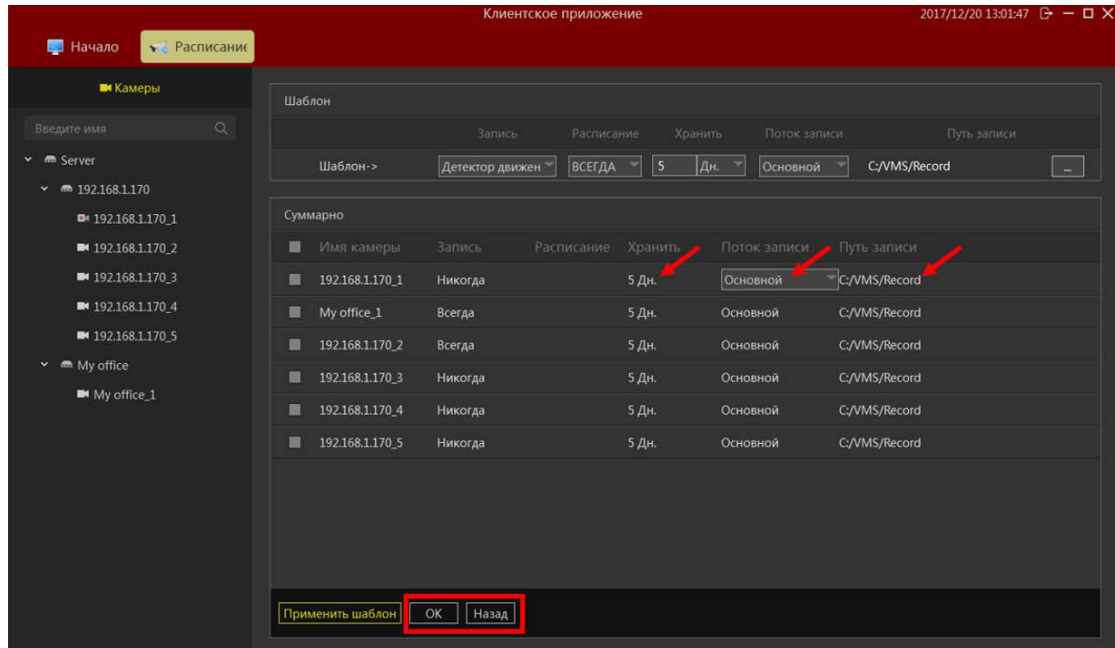 Клиентское приложение 2017/12/20 13:01:47
Начало Расписание
Камеры
Введите имя
Server
192.168.1.170
192.168.1.170_1
192.168.1.170_2
192.168.1.170_3
192.168.1.170_4
192.168.1.170_5
My office
My office_1
Шаблон
Запись Расписание Хранить Поток записи Путь записи
Шаблон-> Детектор движен ВСЕГДА 5 Дн. Основной C:/VMS/Record ...
Суммарно
Имя камеры Запись Расписание Хранить Поток записи Путь записи
192.168.1.170_1 Никогда 5 Дн. Основной C:/VMS/Record
My office_1 Всегда 5 Дн. Основной C:/VMS/Record
192.168.1.170_2 Всегда 5 Дн. Основной C:/VMS/Record
192.168.1.170_3 Никогда 5 Дн. Основной C:/VMS/Record
192.168.1.170_4 Никогда 5 Дн. Основной C:/VMS/Record
192.168.1.170_5 Никогда 5 Дн. Основной C:/VMS/Record
Применить шаблон OK Назад